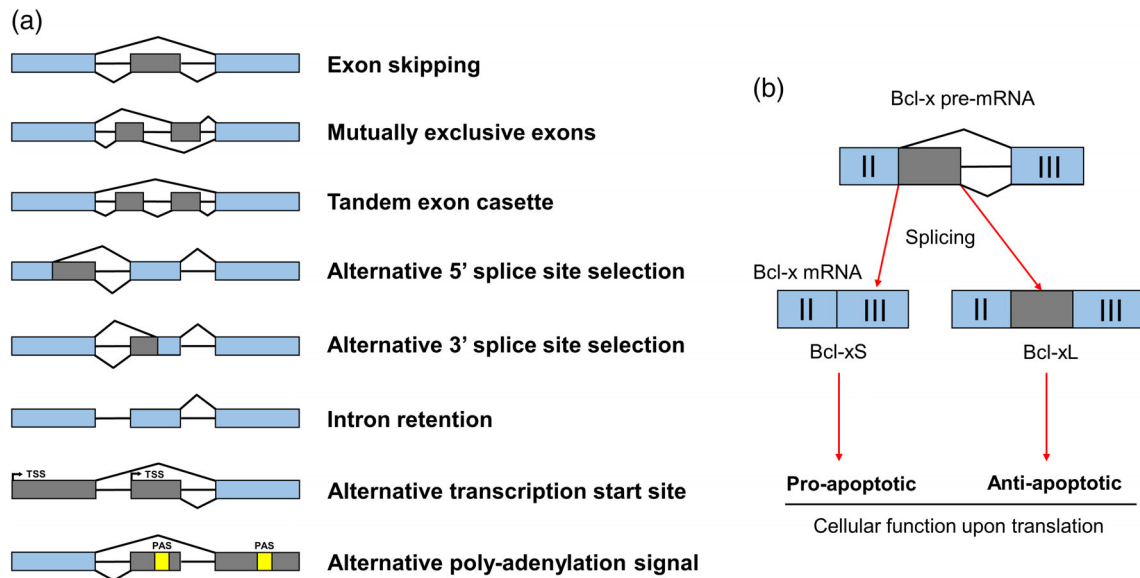 (a)
Exon skipping
Mutually exclusive exons
Tandem exon casette
Alternative 5' splice site selection
Alternative 3' splice site selection
Intron retention
TSS TSS
Alternative transcription start site
PAS PAS
Alternative poly-adenylation signal
(b)
Bcl-x pre-mRNA
II III
Splicing
Bcl-x mRNA
II III II III
Bcl-xS Bcl-xL
Pro-apoptotic Anti-apoptotic
Cellular function upon translation